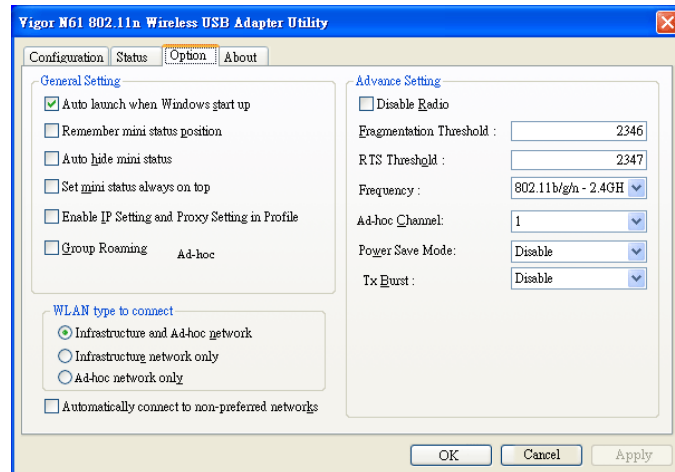 Vigor N61 802.11n Wireless USB Adapter Utility
Configuration Status Option About
General Setting
Auto launch when Windows start up
Remember mini status position
Auto hide mini status
Set mini status always on top
Enable IP Setting and Proxy Setting in Profile
Group Roaming Ad-hoc
WLAN type to connect
Infrastructure and Ad-hoc network
Infrastructure network only
Ad-hoc network only
Automatically connect to non-preferred networks
Advance Setting
Disable Radio
Fragmentation Threshold : 2346
RTS Threshold : 2347
Frequency : 802.11b/g/n - 2.4GH
Ad-hoc Channel: 1
Power Save Mode: Disable
Tx Burst : Disable
OK Cancel Apply